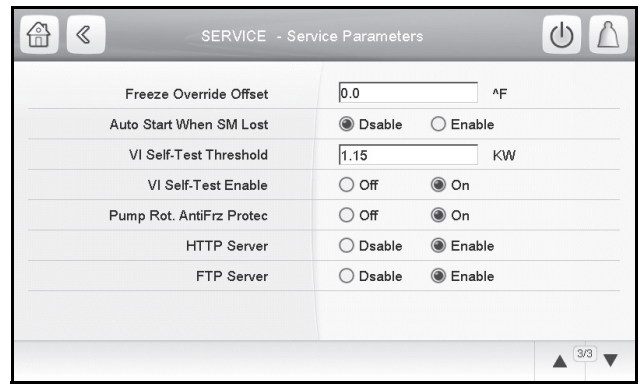 SERVICE - Service Parameters
Freeze Override Offset 0.0 ^F
Auto Start When SM Lost Dsable Enable
VI Self-Test Threshold 1.15 KW
VI Self-Test Enable Off On
Pump Rot. AntiFrz Protec Off On
HTTP Server Dsable Enable
FTP Server Dsable Enable
3/3